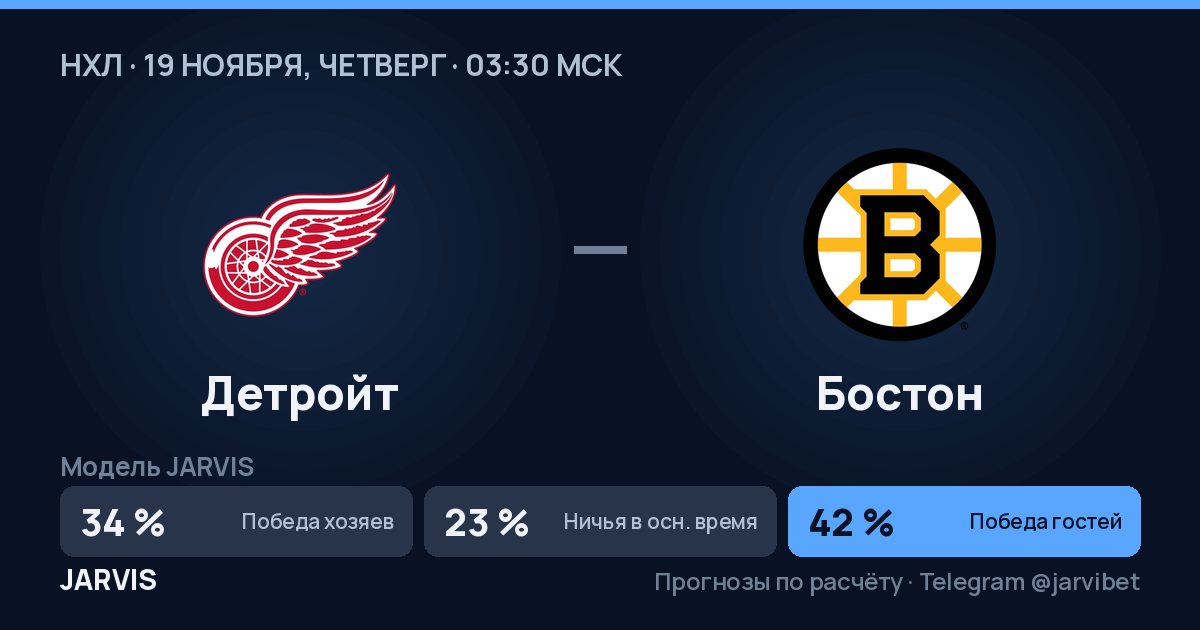 НХЛ · 19 НОЯБРЯ, ЧЕТВЕРГ · 03:30 МСК
B
Детройт
Бостон
Модель JARVIS
34 % Победа хозяев
23 % Ничья в осн. время
42 % Победа гостей
JARVIS
Прогнозы по расчёту · Telegram @jarvibet